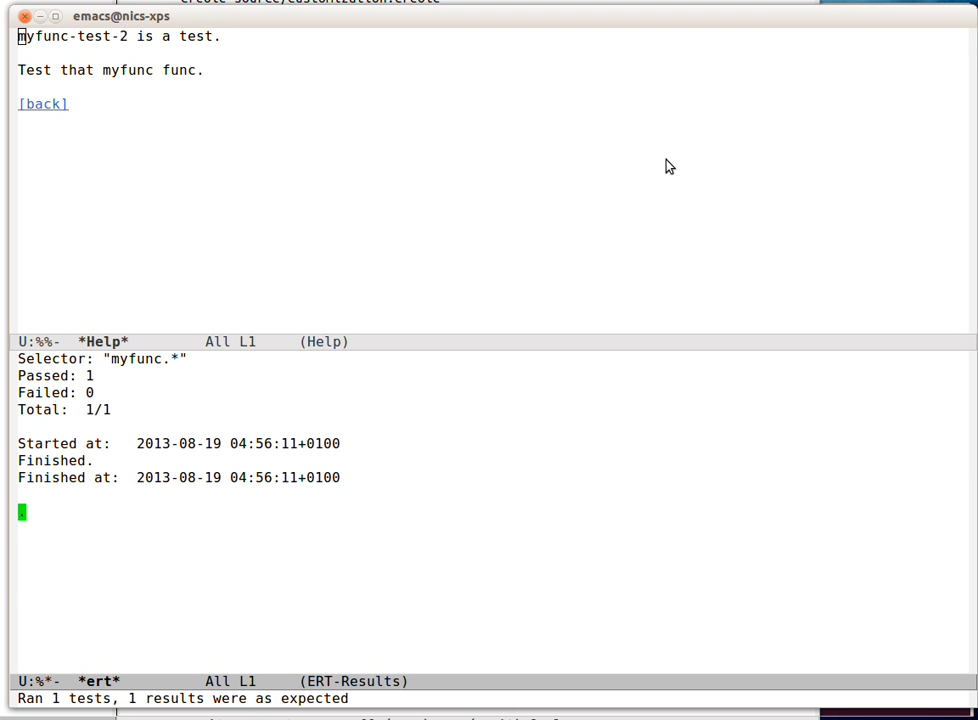 emacs@nics-xps
myfunc-test-2 is a test.
Test that myfunc func.
[back]
U:%%-  *Help*         All L1     (Help)
Selector: "myfunc.*"
Passed: 1
Failed: 0
Total:  1/1
Started at:   2013-08-19 04:56:11+0100
Finished.
Finished at:  2013-08-19 04:56:11+0100
.
U:%*-  *ert*          All L1     (ERT-Results)
Ran 1 tests, 1 results were as expected